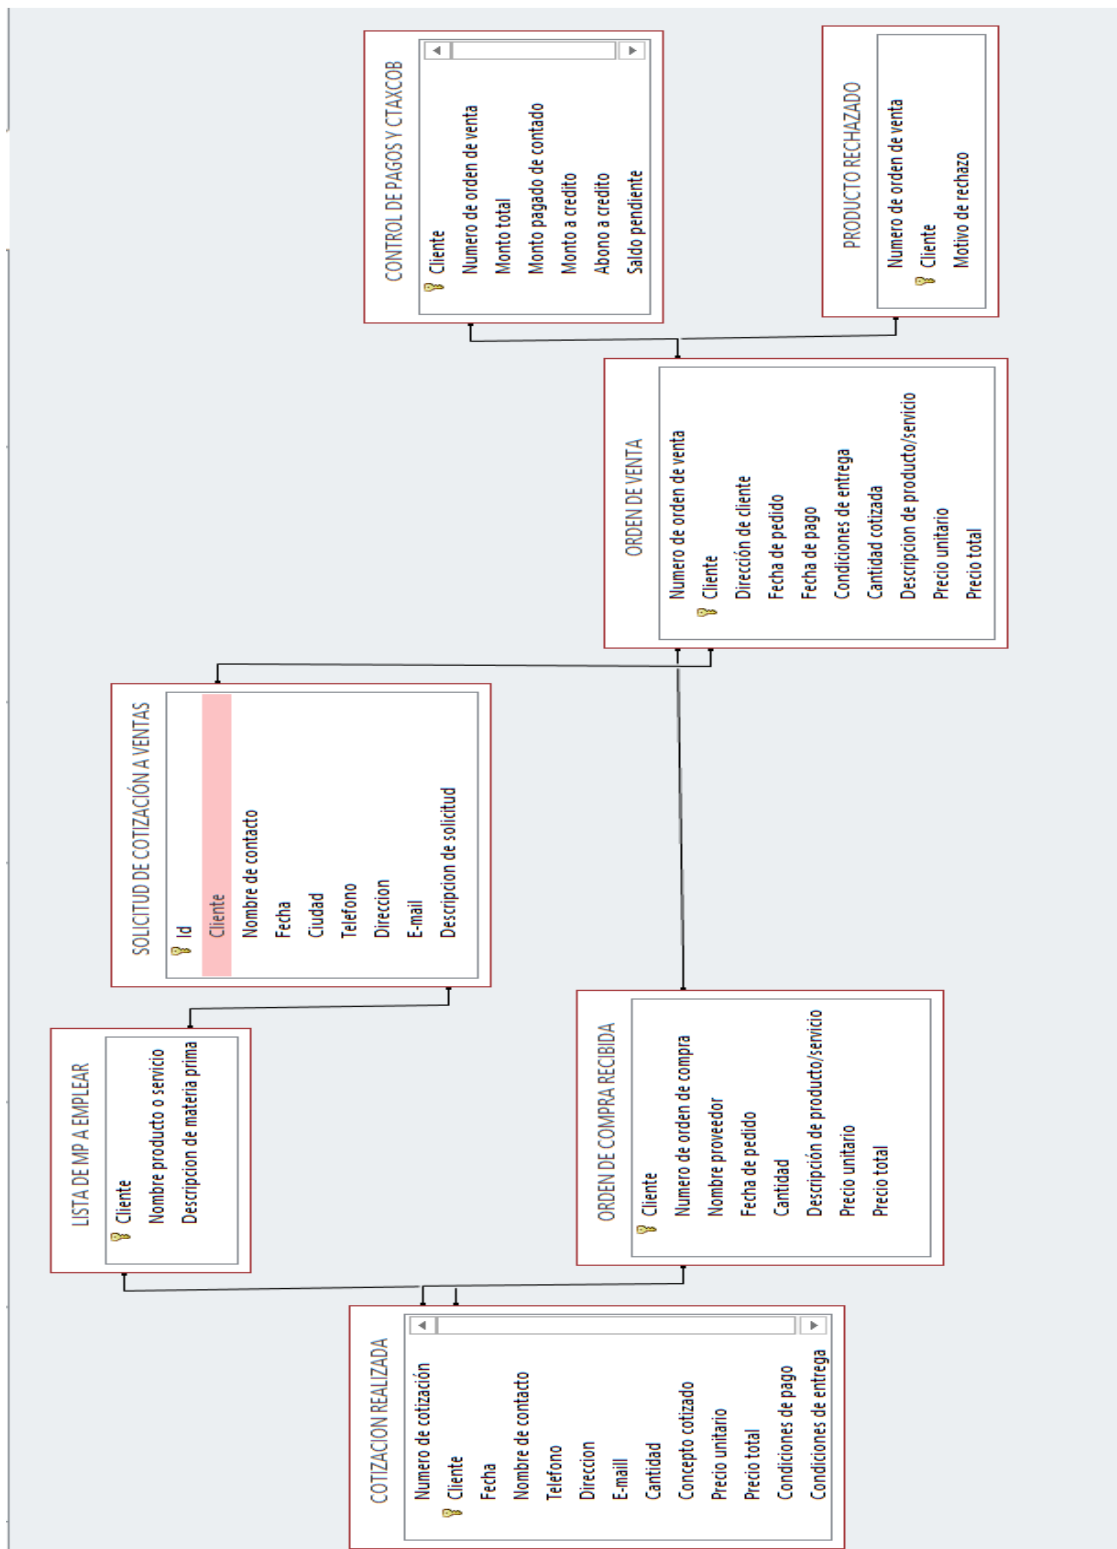 COTIZACION REALIZADA
Numero de cotización
Cliente
Fecha
Nombre de contacto
Telefono
Direccion
E-maill
Cantidad
Concepto cotizado
Precio unitario
Precio total
Condiciones de pago
Condiciones de entrega
LISTA DE MP A EMPLEAR
Cliente
Nombre producto o servicio
Descripcion de materia prima
ORDEN DE COMPRA RECIBIDA
Cliente
Numero de orden de compra
Nombre proveedor
Fecha de pedido
Cantidad
Descripción de producto/servicio
Precio unitario
Precio total
SOLICITUD DE COTIZACIÓN A VENTAS
Id
Cliente
Nombre de contacto
Fecha
Ciudad
Telefono
Direccion
E-mail
Descripcion de solicitud
ORDEN DE VENTA
Numero de orden de venta
Cliente
Dirección de cliente
Fecha de pedido
Fecha de pago
Condiciones de entrega
Cantidad cotizada
Descripcion de producto/servicio
Precio unitario
Precio total
CONTROL DE PAGOS Y CTAXCOB
Cliente
Numero de orden de venta
Monto total
Monto pagado de contado
Monto a credito
Abono a credito
Saldo pendiente
PRODUCTO RECHAZADO
Numero de orden de venta
Cliente
Motivo de rechazo